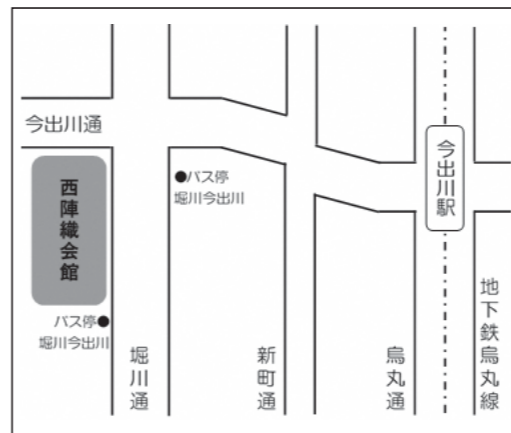 今出川通
西陣織会館
●バス停
堀川今出川
今出川駅
バス停●
堀川今出川
堀川通
新町通
烏丸通
地下鉄烏丸線